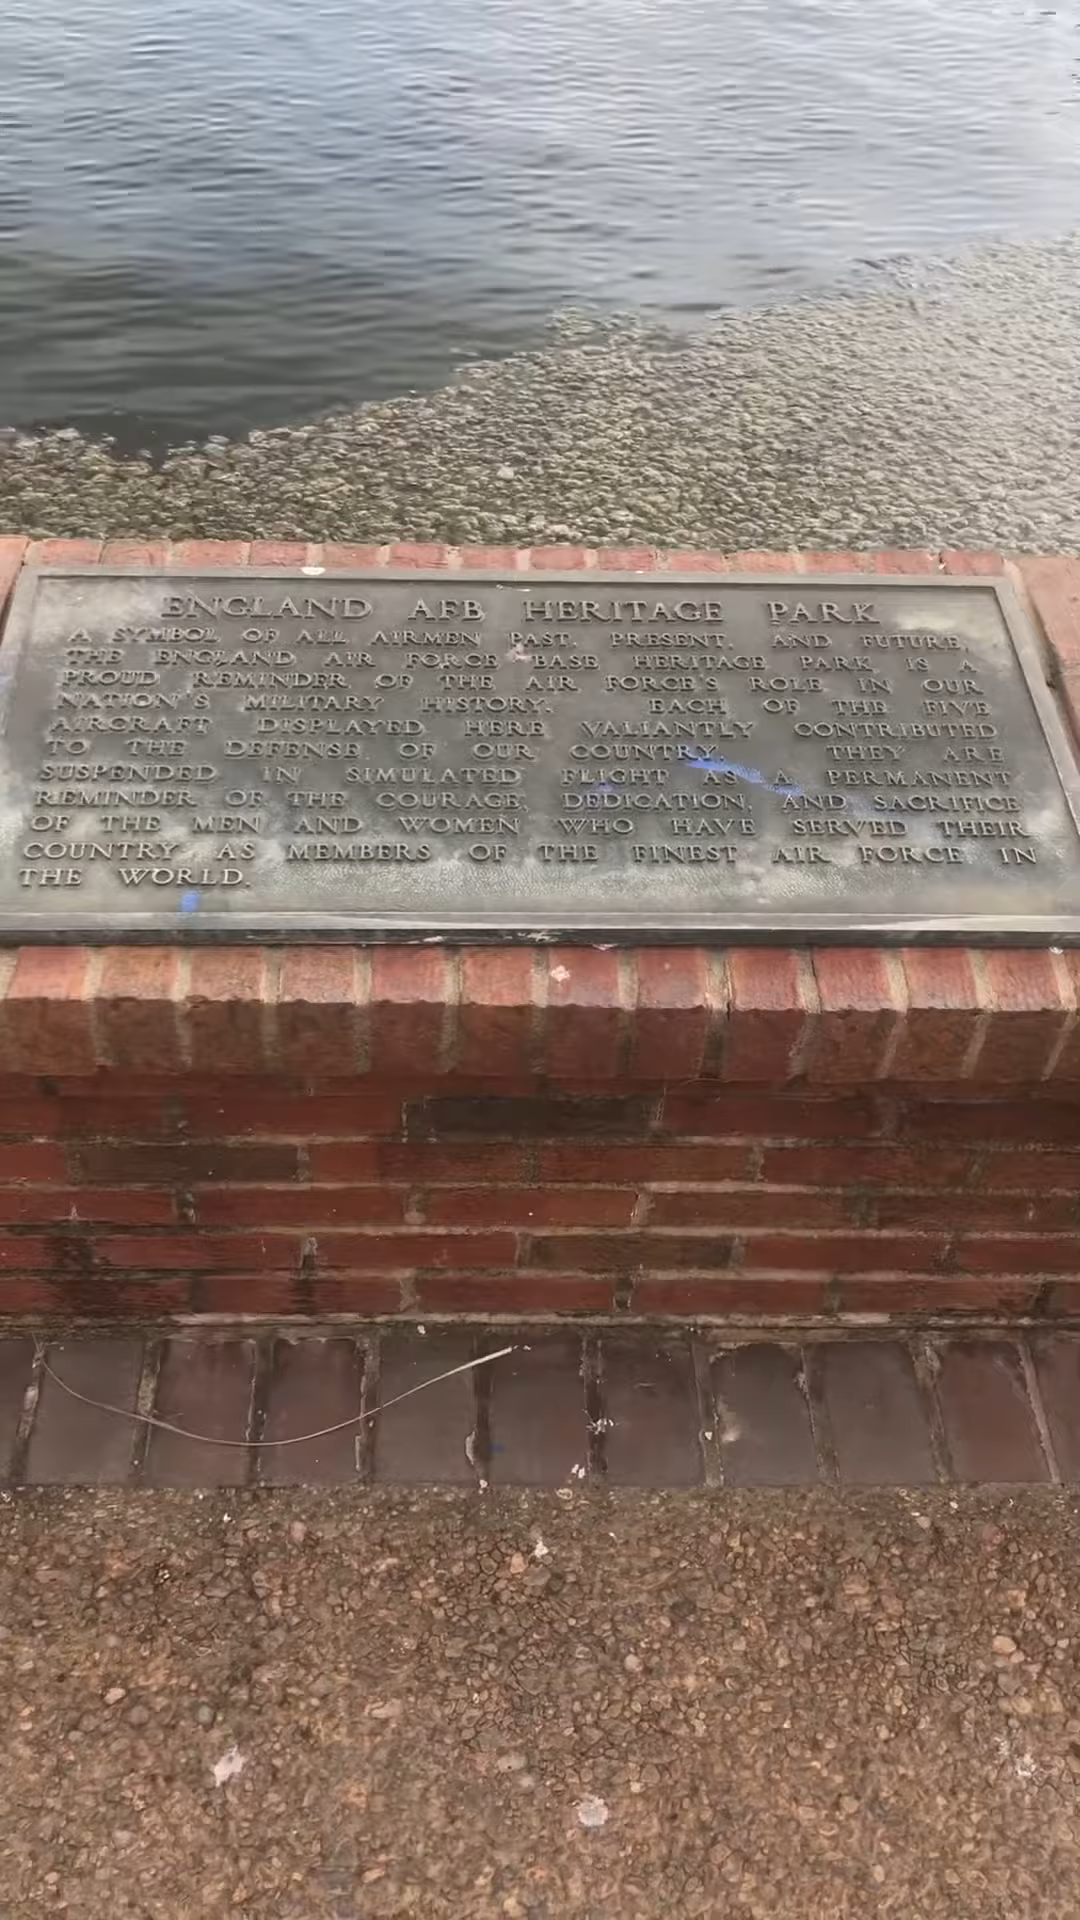 ENGLAND AFB HERITAGE PARK
A SYMBOL OF ALL AIRMEN PAST, PRESENT, AND FUTURE,
THE ENGLAND AIR FORCE BASE HERITAGE PARK IS A
PROUD REMINDER OF THE AIR FORCE'S ROLE IN OUR
NATION'S MILITARY HISTORY. EACH OF THE FIVE
AIRCRAFT DISPLAYED HERE VALIANTLY CONTRIBUTED
TO THE DEFENSE OF OUR COUNTRY. THEY ARE
SUSPENDED IN SIMULATED FLIGHT AS A PERMANENT
REMINDER OF THE COURAGE, DEDICATION, AND SACRIFICE
OF THE MEN AND WOMEN WHO HAVE SERVED THEIR
COUNTRY AS MEMBERS OF THE FINEST AIR FORCE IN
THE WORLD.